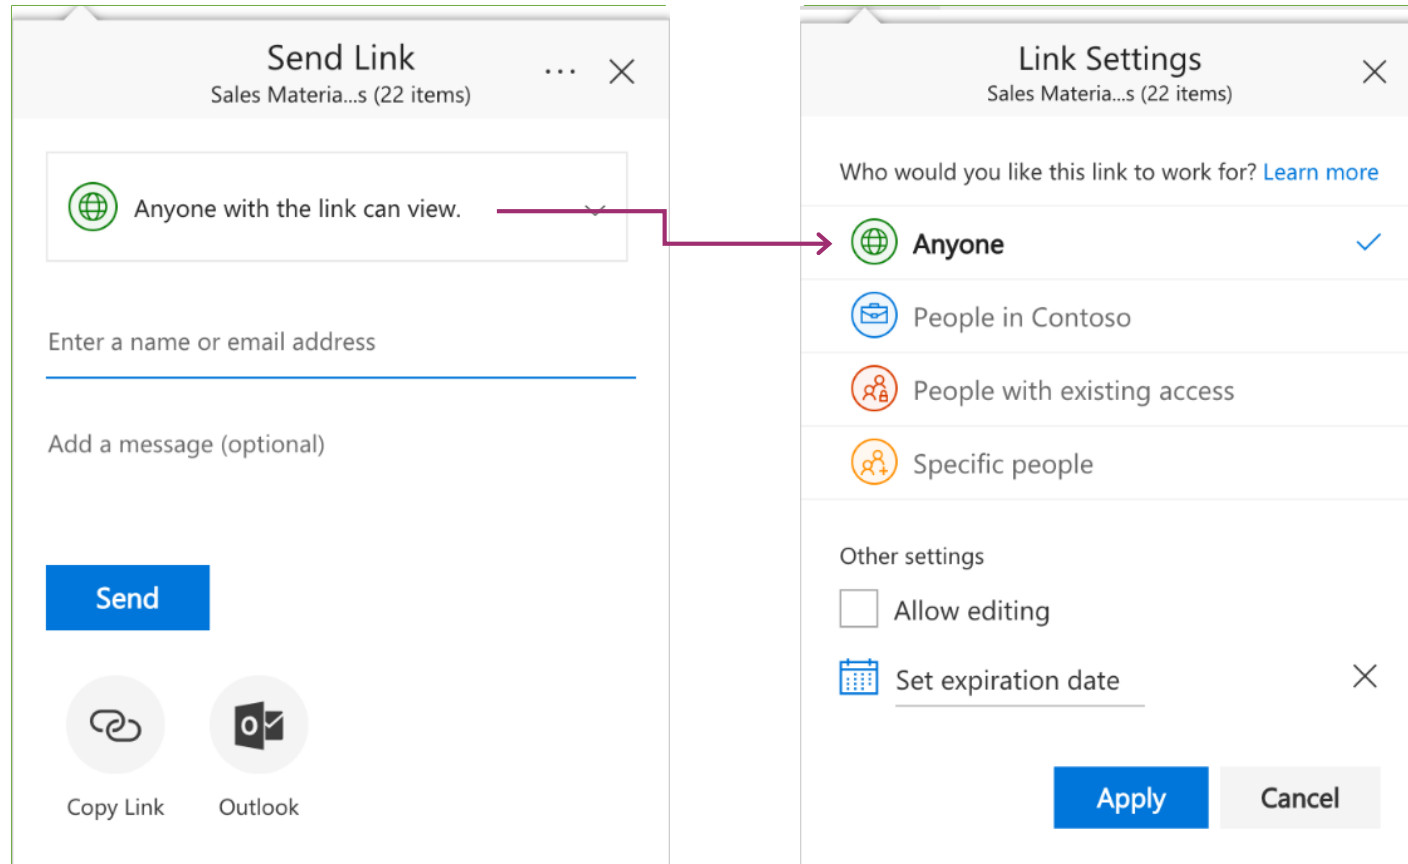 Send Link
Sales Materia...s (22 items)
Anyone with the link can view.
Enter a name or email address
Add a message (optional)
Send
Copy Link
Outlook
Link Settings
Sales Materia...s (22 items)
Who would you like this link to work for? Learn more
Anyone
People in Contoso
People with existing access
Specific people
Other settings
Allow editing
Set expiration date
Apply
Cancel